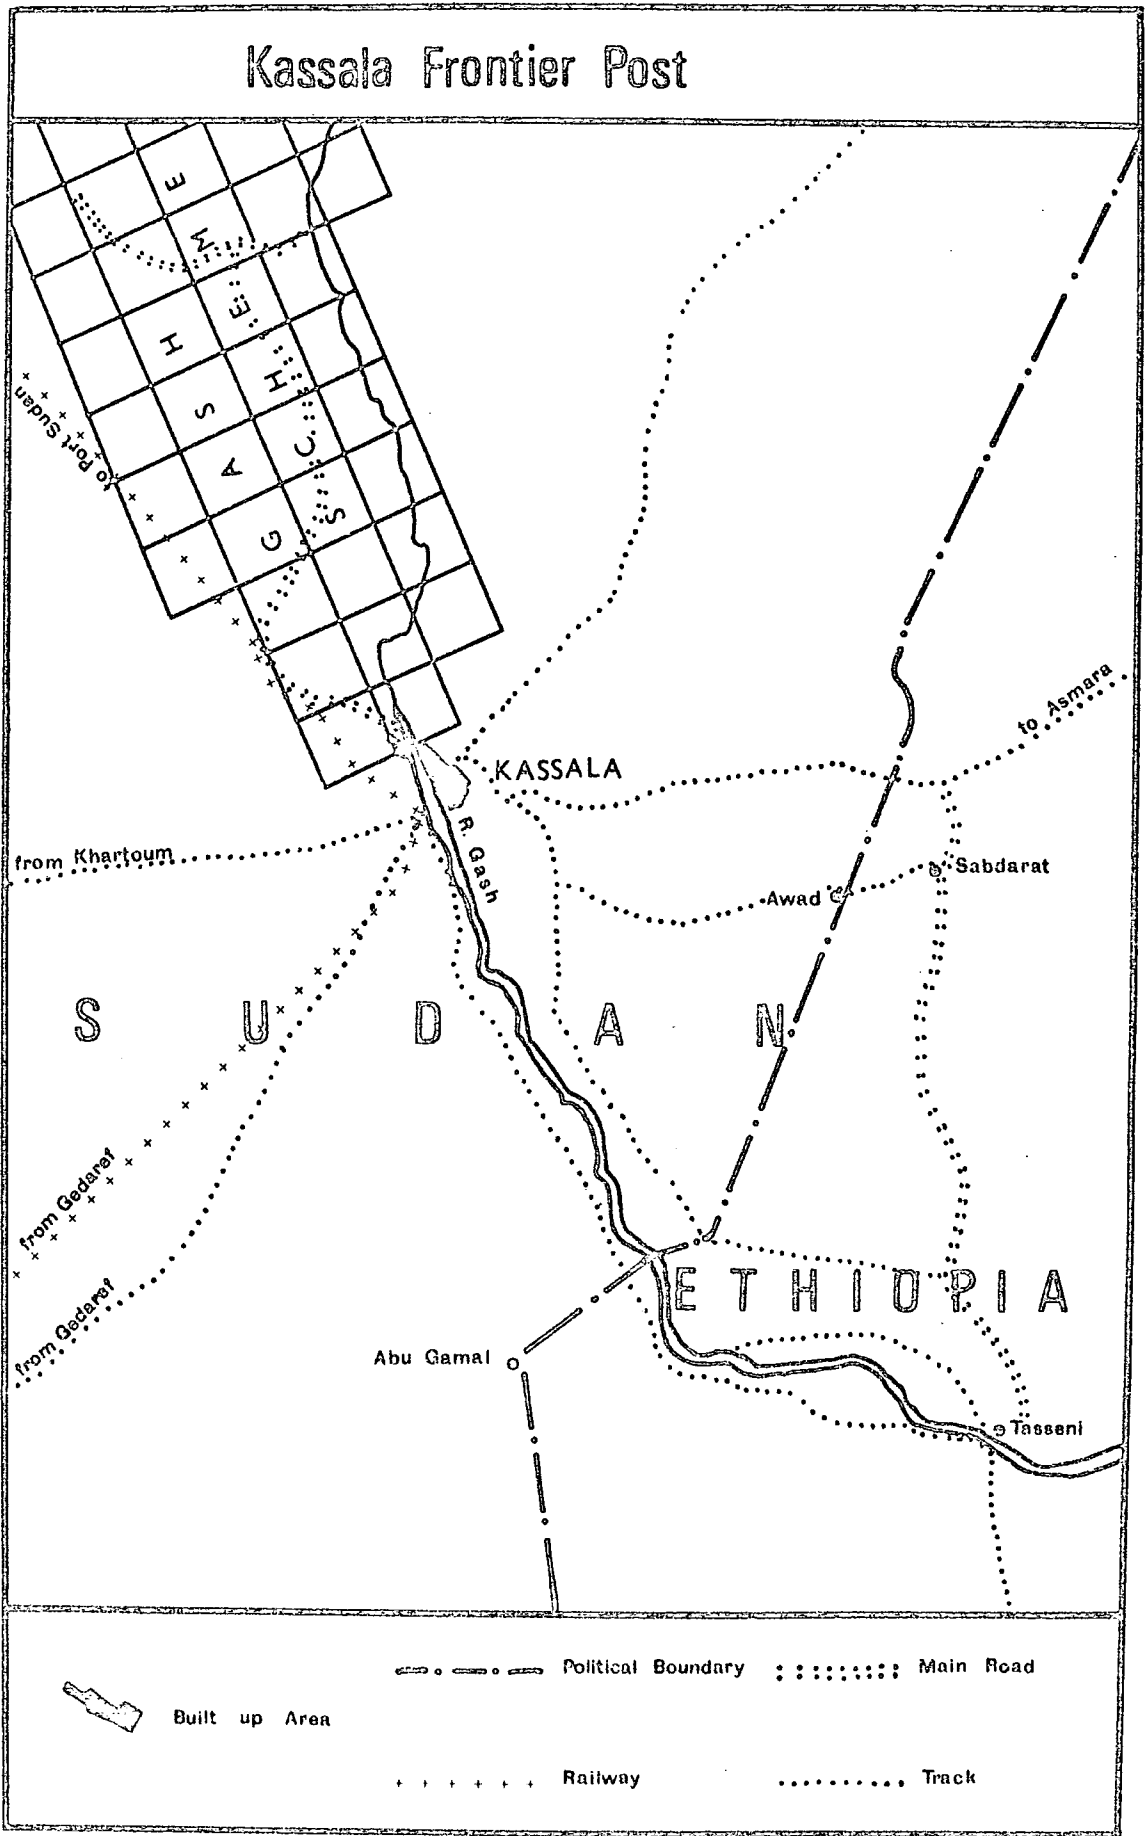 Kassala Frontier Post
GASH SCHEME
to Port Sudan
KASSALA
to Asmara
from Khartoum
R. Gash
Sabdarat
Awad
SUDAN
from Gedaref
from Gedaref
ETHIOPIA
Abu Gamal
Tasseni
Political Boundary
Main Road
Built up Area
Railway
Track